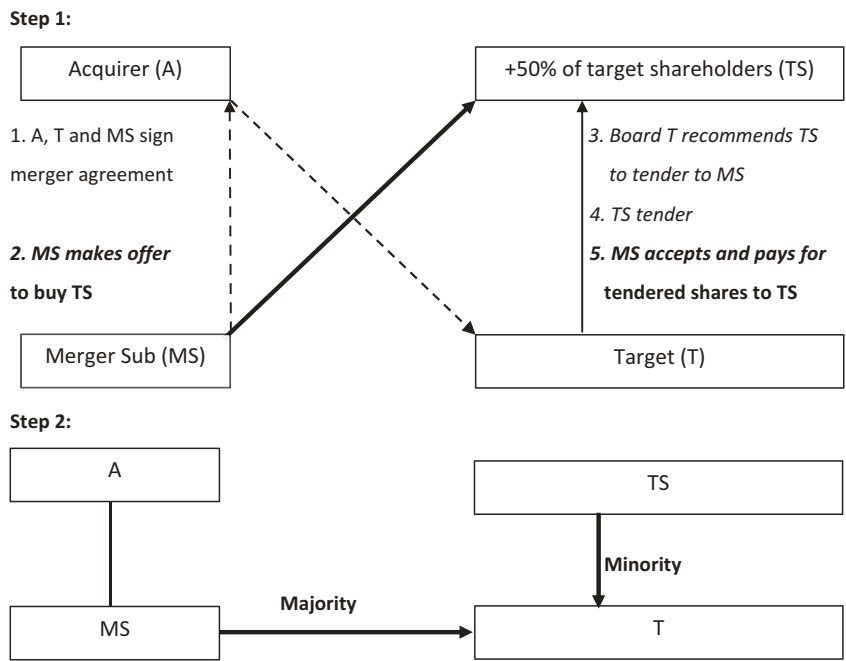 Step 1:
Acquirer (A)
+50% of target shareholders (TS)
1. A, T and MS sign
merger agreement
2. MS makes offer
to buy TS
3. Board T recommends TS
to tender to MS
4. TS tender
5. MS accepts and pays for
tendered shares to TS
Merger Sub (MS)
Target (T)
Step 2:
A
TS
Minority
Majority
MS
T